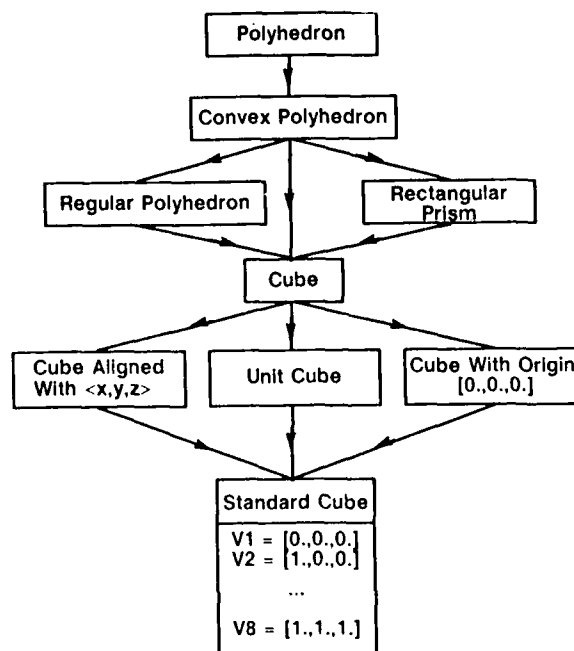 Polyhedron
Convex Polyhedron
Regular Polyhedron
Rectangular
Prism
Cube
Cube Aligned
With <x,y,z>
Unit Cube
Cube With Origin
[0.,0.,0.]
Standard Cube
V1 = [0.,0.,0.]
V2 = [1.,0.,0.]
...
V8 = [1.,1.,1.]